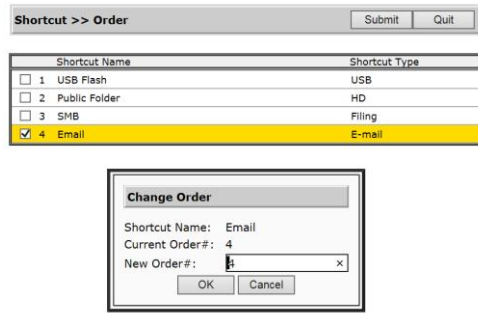 Shortcut >> Order Submit Quit
Shortcut Name Shortcut Type
1 USB Flash USB
2 Public Folder HD
3 SMB Filing
4 Email E-mail
Change Order
Shortcut Name: Email
Current Order#: 4
New Order#: 4 ×
OK Cancel